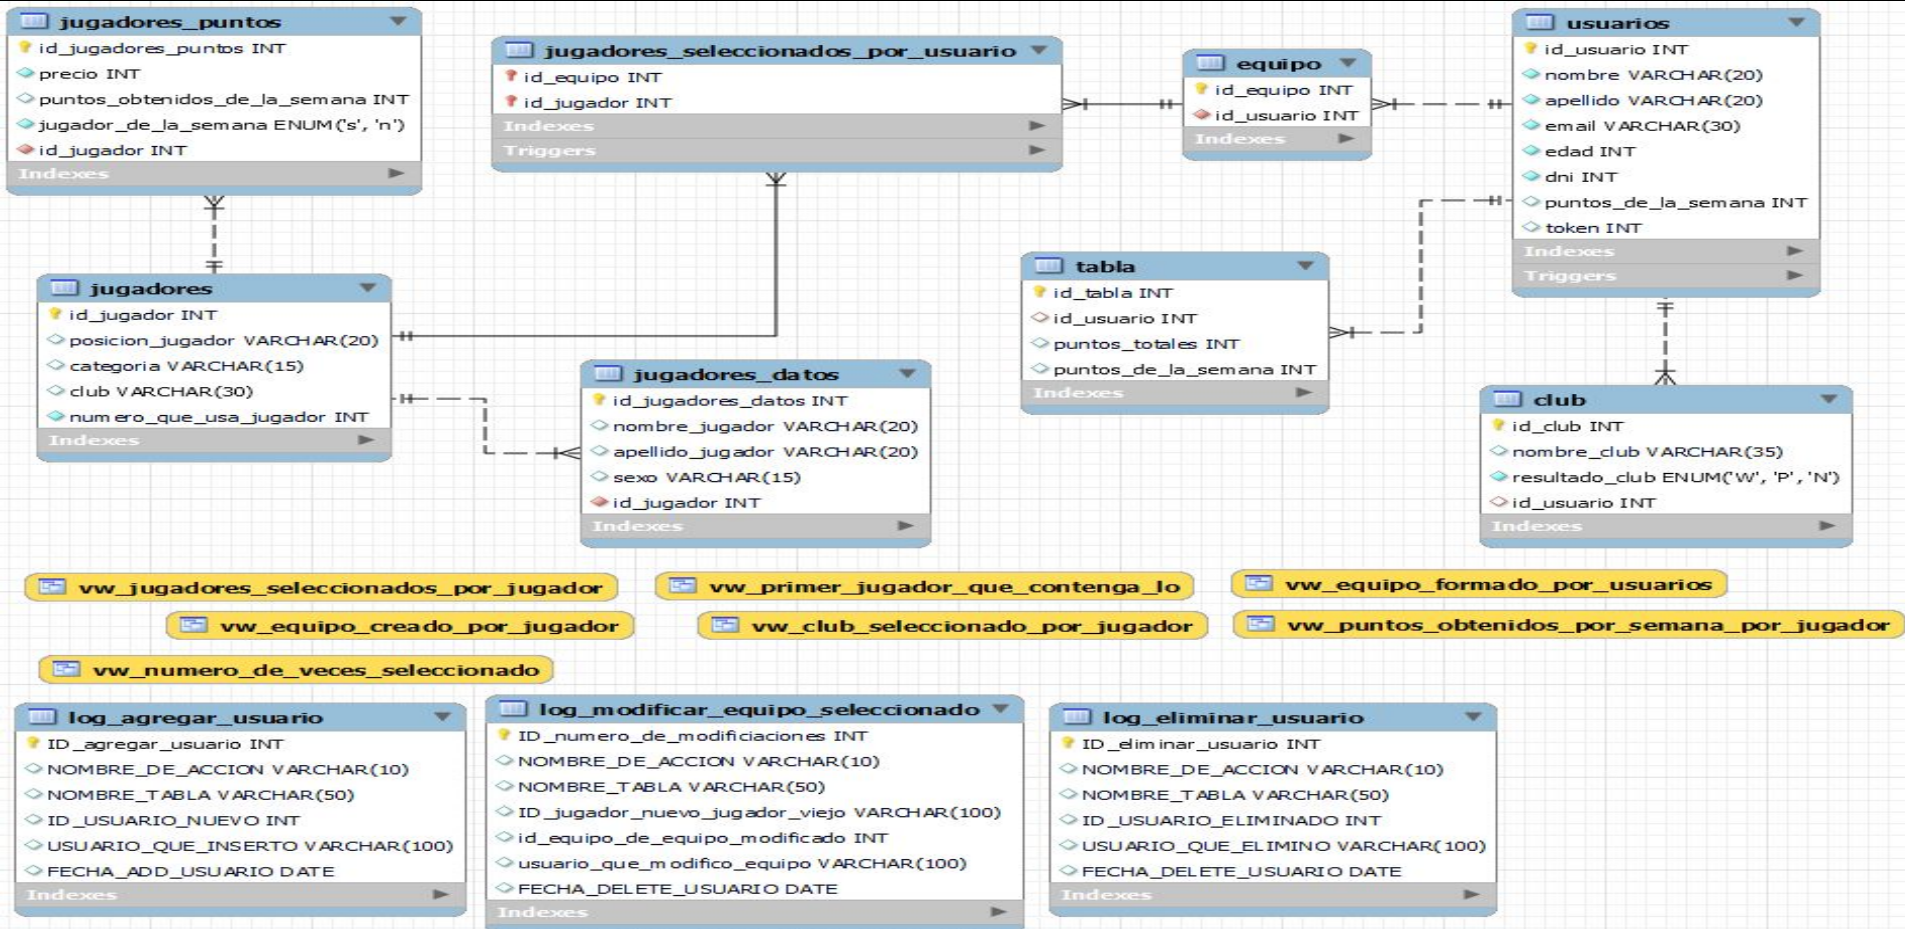 jugadores_puntos
id_jugadores_puntos INT
precio INT
puntos_obtenidos_de_la_semana INT
jugador_de_la_semana ENUM('s', 'n')
id_jugador INT
Indexes
jugadores_seleccionados_por_usuario
id_equipo INT
id_jugador INT
Indexes
Triggers
equipo
id_equipo INT
id_usuario INT
Indexes
usuarios
id_usuario INT
nombre VARCHAR(20)
apellido VARCHAR(20)
email VARCHAR(30)
edad INT
dni INT
puntos_de_la_semana INT
token INT
Indexes
Triggers
jugadores
id_jugador INT
posicion_jugador VARCHAR(20)
categoria VARCHAR(15)
club VARCHAR(30)
numero_que_usa_jugador INT
Indexes
jugadores_datos
id_jugadores_datos INT
nombre_jugador VARCHAR(20)
apellido_jugador VARCHAR(20)
sexo VARCHAR(15)
id_jugador INT
Indexes
tabla
id_tabla INT
id_usuario INT
puntos_totales INT
puntos_de_la_semana INT
Indexes
club
id_club INT
nombre_club VARCHAR(35)
resultado_club ENUM('W', 'P', 'N')
id_usuario INT
Indexes
vw_jugadores_seleccionados_por_jugador
vw_primer_jugador_que_contenga_lo
vw_equipo_formado_por_usuarios
vw_equipo_creado_por_jugador
vw_club_seleccionado_por_jugador
vw_puntos_obtenidos_por_semana_por_jugador
vw_numero_de_veces_seleccionado
log_agregar_usuario
ID_agregar_usuario INT
NOMBRE_DE_ACCION VARCHAR(10)
NOMBRE_TABLA VARCHAR(50)
ID_USUARIO_NUEVO INT
USUARIO_QUE_INSERTO VARCHAR(100)
FECHA_ADD_USUARIO DATE
Indexes
log_modificar_equipo_seleccionado
ID_numero_de_modificiaciones INT
NOMBRE_DE_ACCION VARCHAR(10)
NOMBRE_TABLA VARCHAR(50)
ID_jugador_nuevo_jugador_viejo VARCHAR(100)
id_equipo_de_equipo_modificado INT
usuario_que_modifico_equipo VARCHAR(100)
FECHA_DELETE_USUARIO DATE
Indexes
log_eliminar_usuario
ID_eliminar_usuario INT
NOMBRE_DE_ACCION VARCHAR(10)
NOMBRE_TABLA VARCHAR(50)
ID_USUARIO_ELIMINADO INT
USUARIO_QUE_ELIMINO VARCHAR(100)
FECHA_DELETE_USUARIO DATE
Indexes